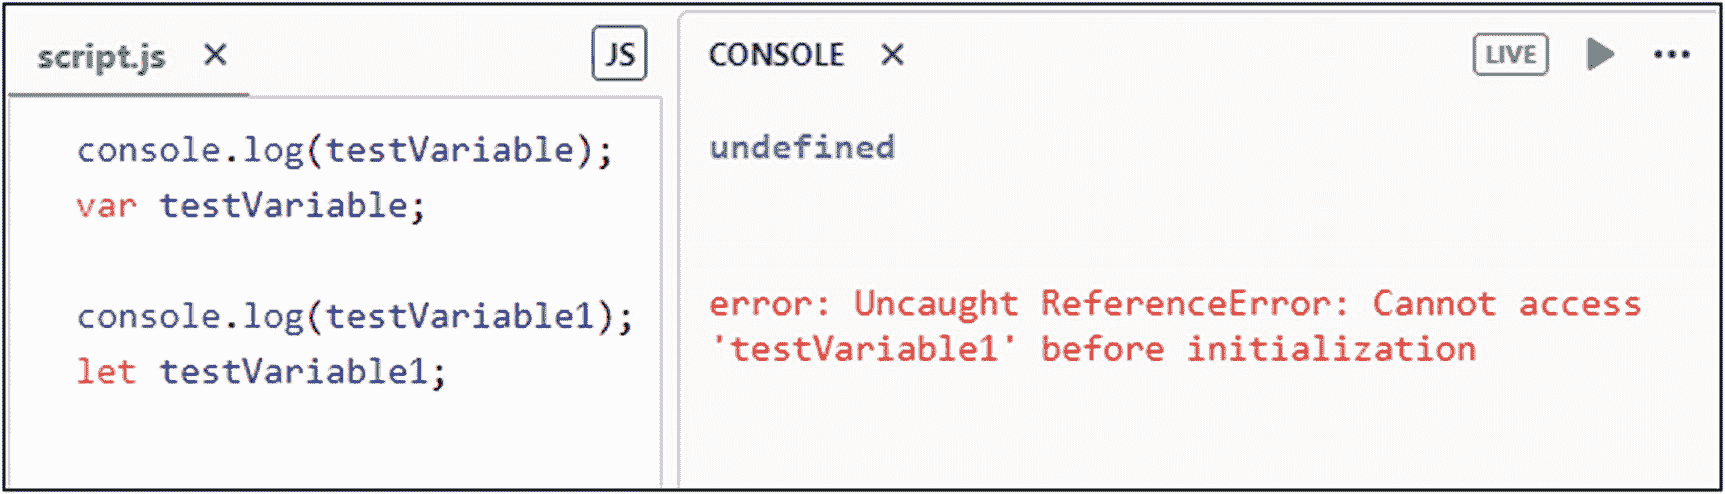 script.js ✕ JS
console.log(testVariable);
var testVariable;
console.log(testVariable1);
let testVariable1;
CONSOLE ✕ LIVE ...
undefined
error: Uncaught ReferenceError: Cannot access
'testVariable1' before initialization